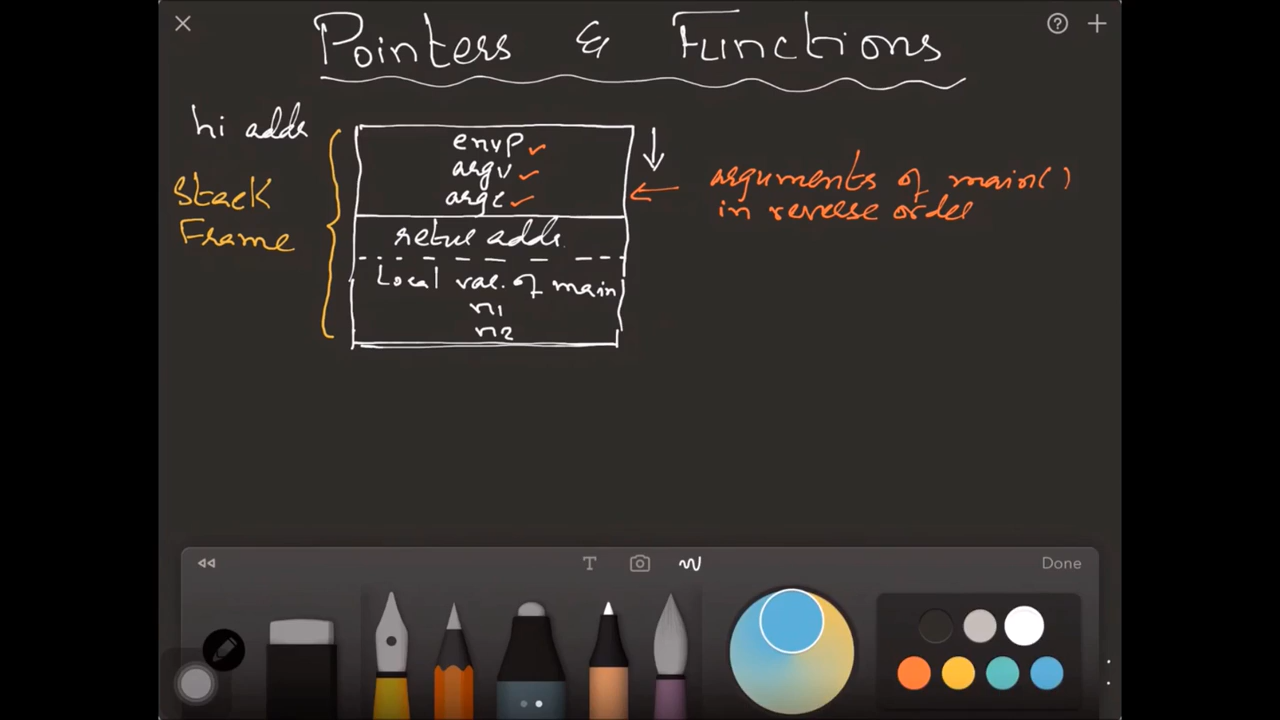 Pointers & Functions
hi addr
Stack
Frame
envp
argv
argc
retur addr.
Local var. of main
n1
n2
arguments of main()
in reverse order
T
Done